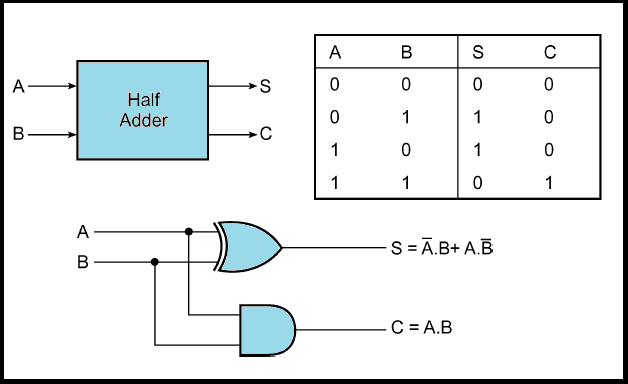 A
B
Half
Adder
S
C
A B S C
0 0 0 0
0 1 1 0
1 0 1 0
1 1 0 1
A
B
S = A̅.B+ A.B̅
C = A.B